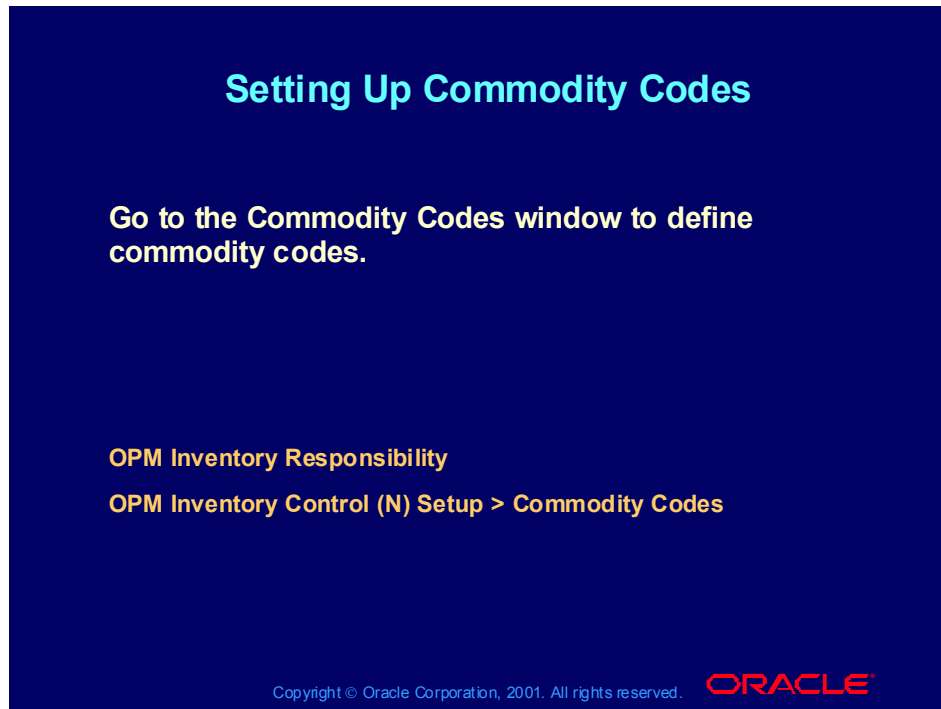 Setting Up Commodity Codes
Go to the Commodity Codes window to define
commodity codes.
OPM Inventory Responsibility
OPM Inventory Control (N) Setup > Commodity Codes
Copyright © Oracle Corporation, 2001. All rights reserved.
ORACLE®